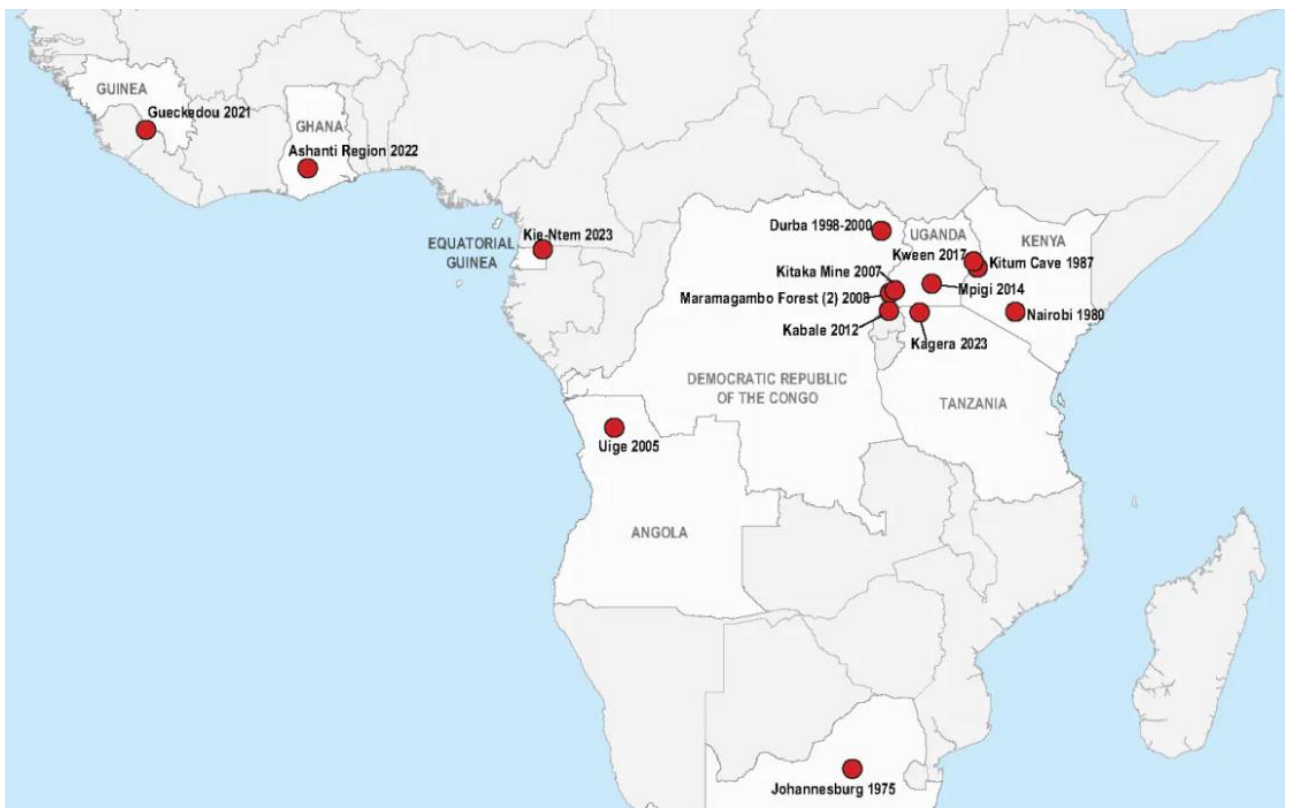 GUINEA
Gueckedou 2021
GHANA
Ashanti Region 2022
EQUATORIAL
GUINEA
Kie-Ntem 2023
Durba 1998-2000
UGANDA
KENYA
Kween 2017
Kitum Cave 1987
Kitaka Mine 2007
Mpigi 2014
Maramagambo Forest (2) 2008
Nairobi 1980
Kabale 2012
Kagera 2023
DEMOCRATIC REPUBLIC
OF THE CONGO
TANZANIA
Uige 2005
ANGOLA
Johannesburg 1975